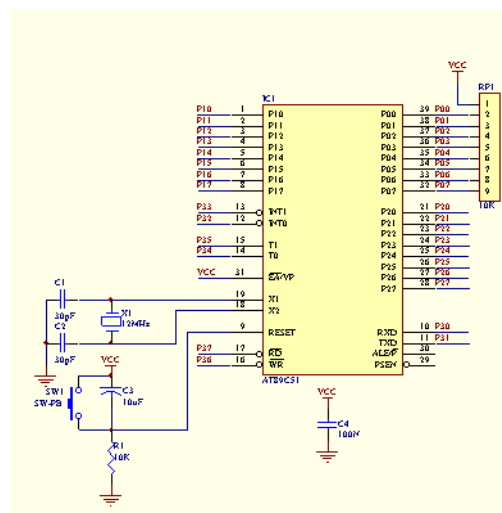 VCC
RP1
IC1
P10 1 P10 P00 39 P00 1
P11 2 P11 P01 38 P01 2
P12 3 P12 P02 37 P02 3
P13 4 P13 P03 36 P03 4
P14 5 P14 P04 35 P04 5
P15 6 P15 P05 34 P05 6
P16 7 P16 P06 33 P06 7
P17 8 P17 P07 32 P07 8
9
10K
P33 13 INT1 P20 21 P20
P32 12 INT0 P21 22 P21
P22 23 P22
P35 15 T1 P23 24 P23
P34 14 T0 P24 25 P24
P25 26 P25
VCC 31 EA/VP P26 27 P26
P27 28 P27
C1 30pF
19 X1
18 X2
X1 12MHz
C2 30pF
9 RESET RXD 10 P30
TXD 11 P31
P37 17 RD ALE/P 30
P36 16 WR PSEN 29
AT89C51
VCC
SW1
SW-PB
C3
10uF
R1
10K
VCC
C4
100N